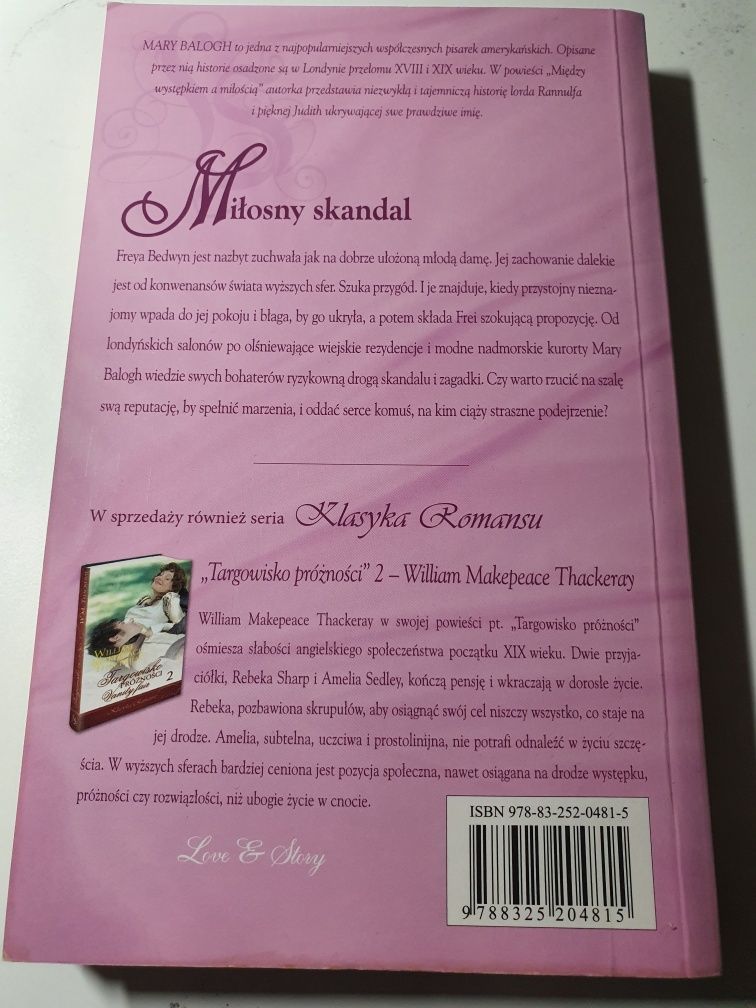 MARY BALOGH to jedna z najpopularniejszych współczesnych pisarek amerykańskich. Opisane
przez nią historie osadzone są w Londynie przełomu XVIII i XIX wieku. W powieści „Między
występkiem a miłością” autorka przedstawia niezwykłą i tajemniczą historię lorda Rannulfa
i pięknej Judith ukrywającej swe prawdziwe imię.
Miłosny skandal
Freya Bedwyn jest nazbyt zuchwała jak na dobrze ułożoną młodą damę. Jej zachowanie dalekie
jest od konwenansów świata wyższych sfer. Szuka przygód. I je znajduje, kiedy przystojny niezna-
jomy wpada do jej pokoju i błaga, by go ukryła, a potem składa Frei szokującą propozycję. Od
londyńskich salonów po olśniewające wiejskie rezydencje i modne nadmorskie kurorty Mary
Balogh wiedzie swych bohaterów ryzykowną drogą skandalu i zagadki. Czy warto rzucić na szalę
swą reputację, by spełnić marzenia, i oddać serce komuś, na kim ciąży straszne podejrzenie?
W sprzedaży również seria Klasyka Romansu
„Targowisko próżności” 2 – William Makepeace Thackeray
William Makepeace Thackeray w swojej powieści pt. „Targowisko próżności”
ośmiesza słabości angielskiego społeczeństwa początku XIX wieku. Dwie przyja-
ciółki, Rebeka Sharp i Amelia Sedley, kończą pensję i wkraczają w dorosłe życie.
Rebeka, pozbawiona skrupułów, aby osiągnąć swój cel niszczy wszystko, co staje na
jej drodze. Amelia, subtelna, uczciwa i prostolinijna, nie potrafi odnaleźć w życiu szczę-
ścia. W wyższych sferach bardziej ceniona jest pozycja społeczna, nawet osiągana na drodze występku,
próżności czy rozwiązłości, niż ubogie życie w cnocie.
Targowisko
próżności
Vanity fair 2
Love & Story
ISBN 978-83-252-0481-5
9 788325 204815